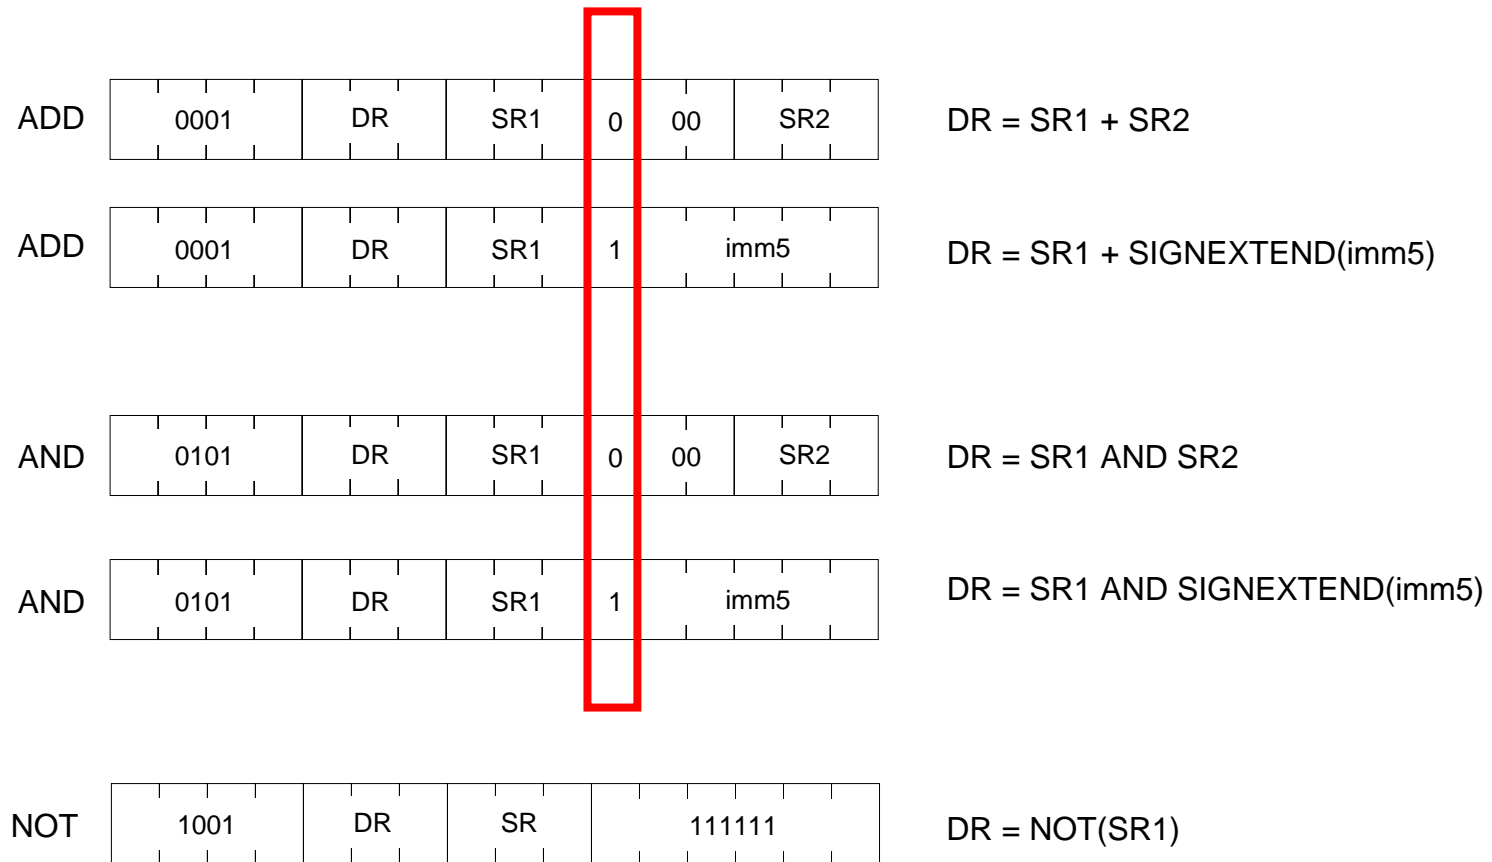 ADD 0001 DR SR1 0 00 SR2 DR = SR1 + SR2
ADD 0001 DR SR1 1 imm5 DR = SR1 + SIGNEXTEND(imm5)
AND 0101 DR SR1 0 00 SR2 DR = SR1 AND SR2
AND 0101 DR SR1 1 imm5 DR = SR1 AND SIGNEXTEND(imm5)
NOT 1001 DR SR 111111 DR = NOT(SR1)